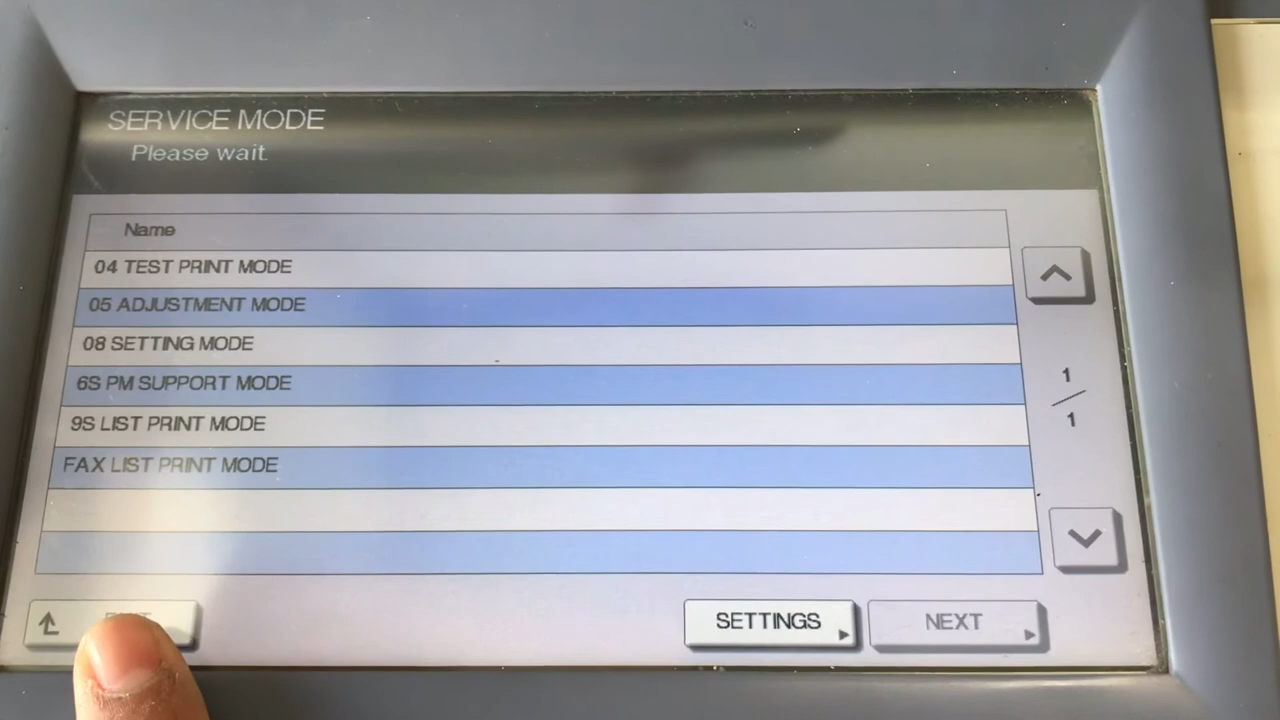 SERVICE MODE
Please wait.
Name
04 TEST PRINT MODE
05 ADJUSTMENT MODE
08 SETTING MODE
6S PM SUPPORT MODE
9S LIST PRINT MODE
FAX LIST PRINT MODE
1
1
SETTINGS
NEXT